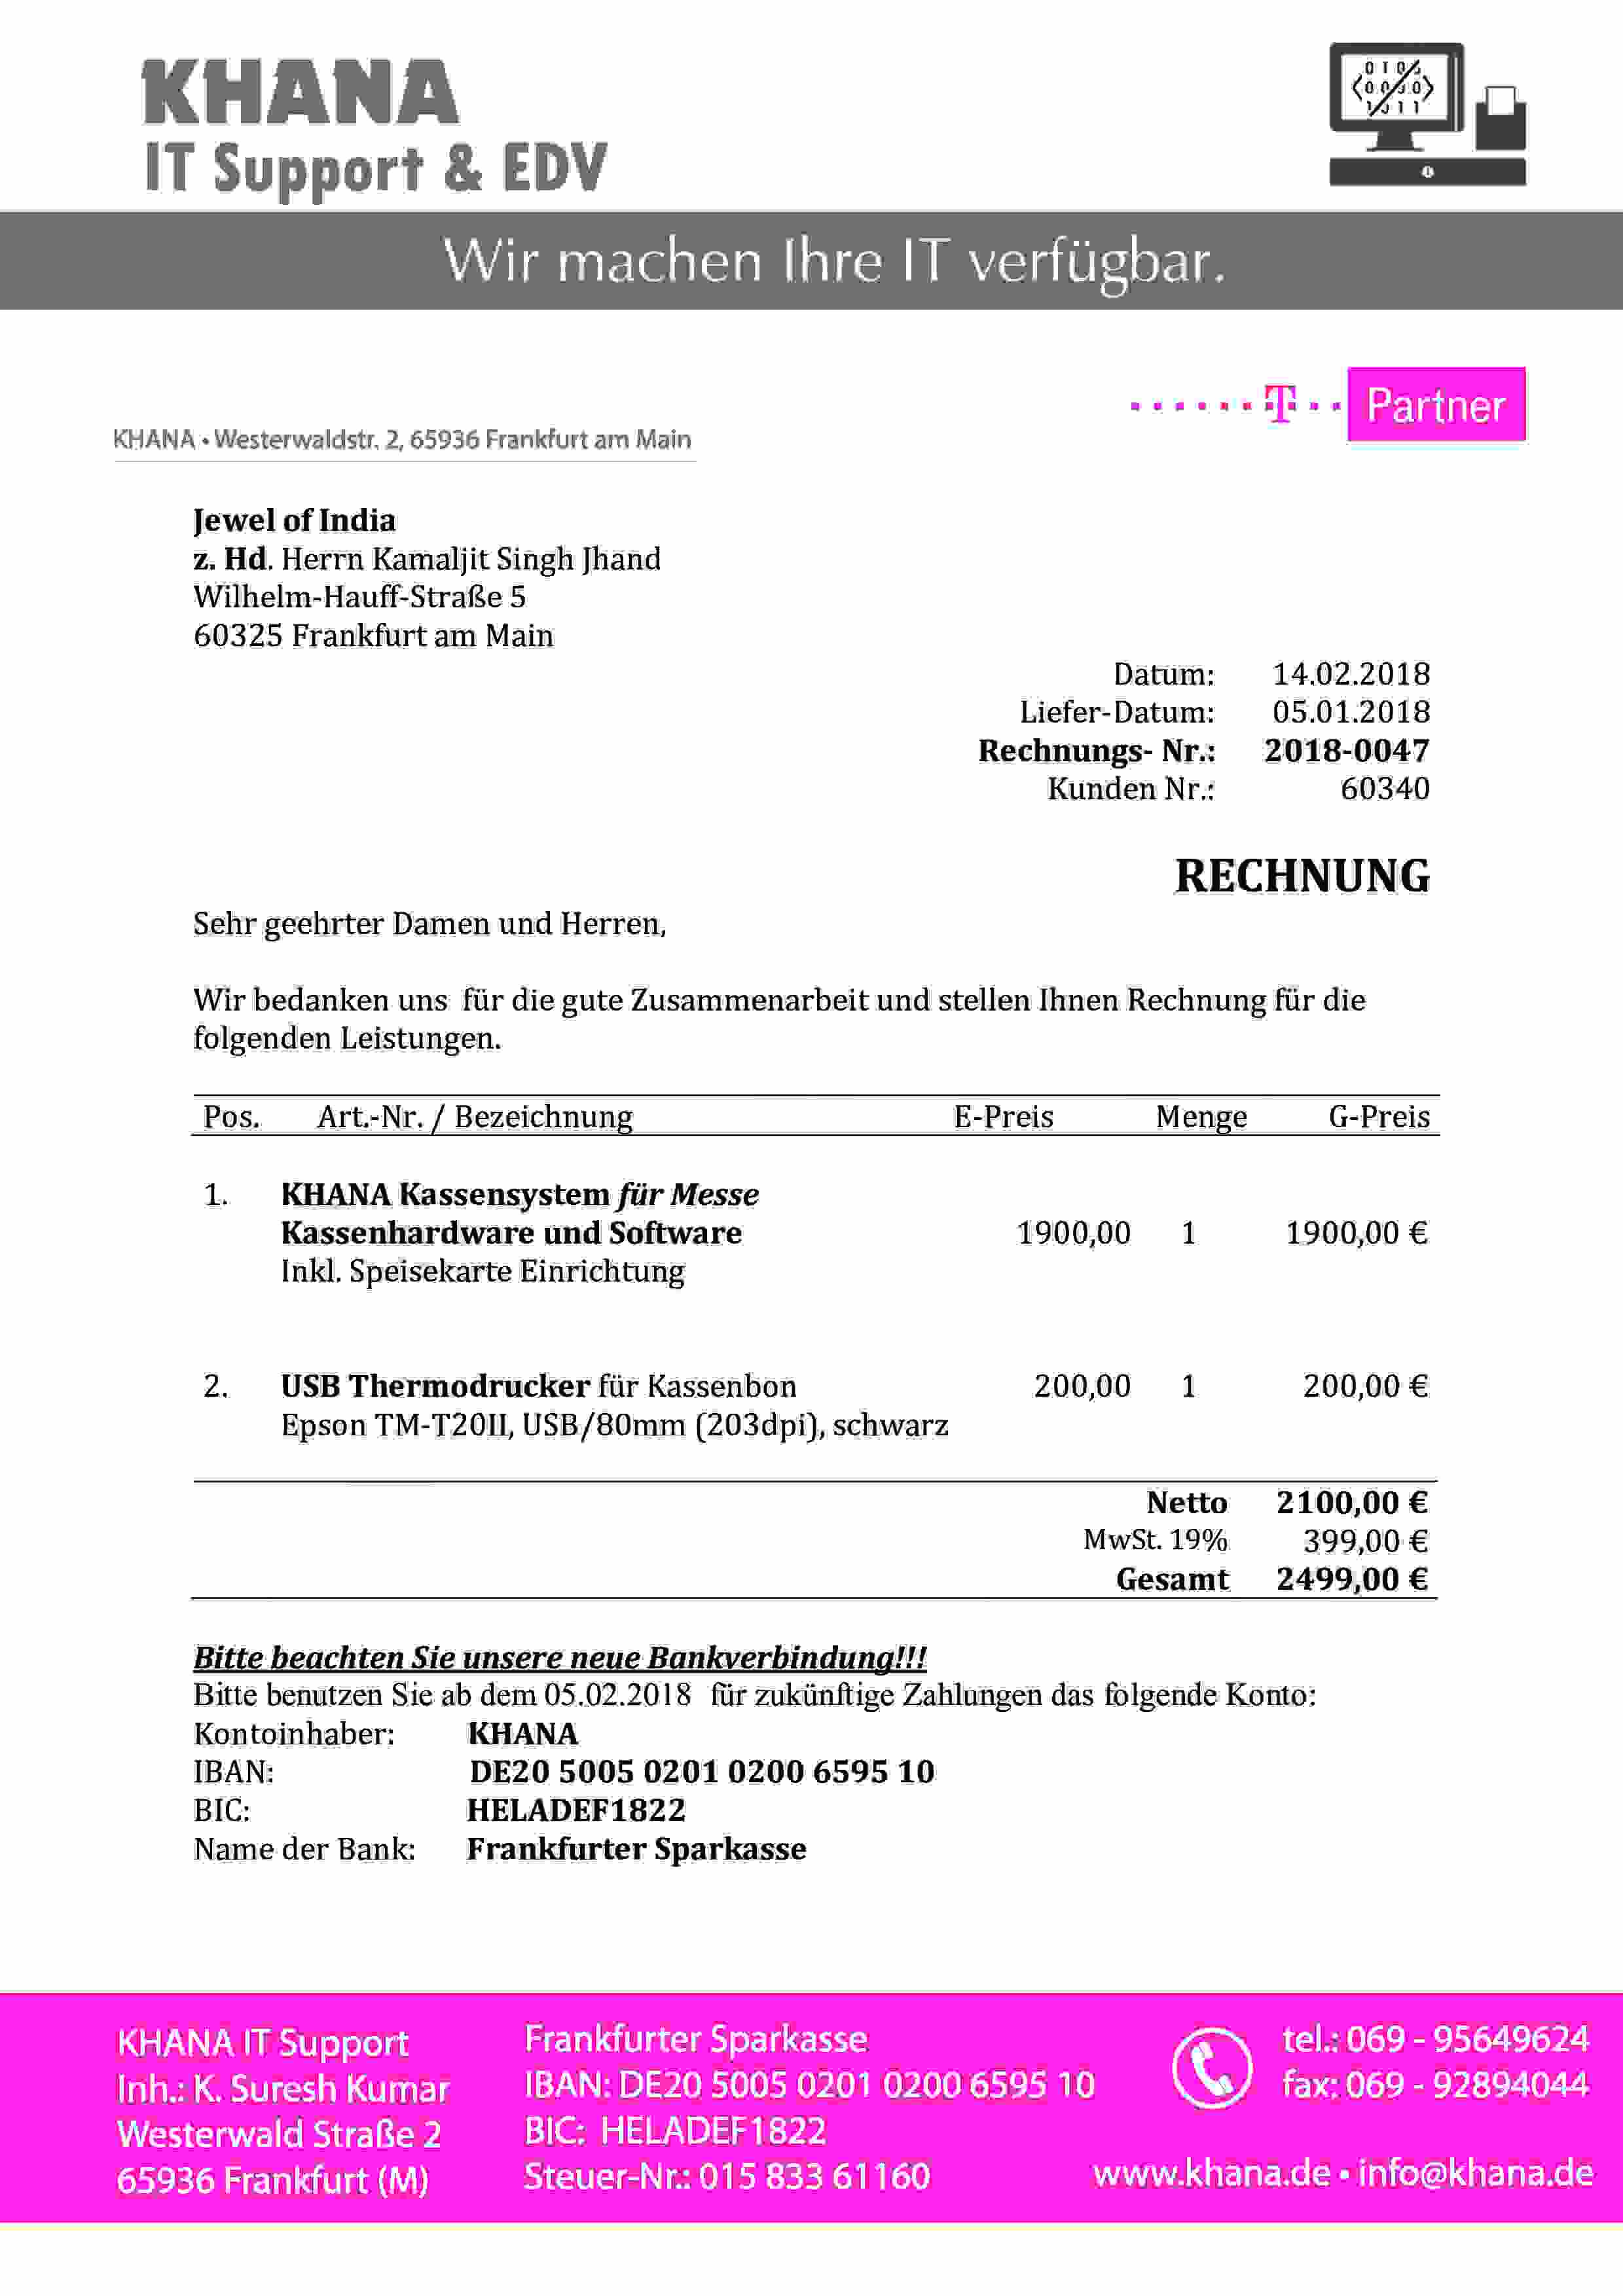 KHANA
IT Support & EDV
Wir machen Ihre IT verfügbar.
T Partner
KHANA • Westerwaldstr. 2, 65936 Frankfurt am Main
Jewel of India
z. Hd. Herrn Kamaljit Singh Jhand
Wilhelm-Hauff-Straße 5
60325 Frankfurt am Main
Datum: 14.02.2018
Liefer-Datum: 05.01.2018
Rechnungs- Nr.: 2018-0047
Kunden Nr.: 60340
RECHNUNG
Sehr geehrter Damen und Herren,
Wir bedanken uns für die gute Zusammenarbeit und stellen Ihnen Rechnung für die
folgenden Leistungen.
Pos. Art.-Nr. / Bezeichnung E-Preis Menge G-Preis
1. KHANA Kassensystem für Messe
Kassenhardware und Software 1900,00 1 1900,00 €
Inkl. Speisekarte Einrichtung
2. USB Thermodrucker für Kassenbon 200,00 1 200,00 €
Epson TM-T20II, USB/80mm (203dpi), schwarz
Netto 2100,00 €
MwSt. 19% 399,00 €
Gesamt 2499,00 €
Bitte beachten Sie unsere neue Bankverbindung!!!
Bitte benutzen Sie ab dem 05.02.2018 für zukünftige Zahlungen das folgende Konto:
Kontoinhaber: KHANA
IBAN: DE20 5005 0201 0200 6595 10
BIC: HELADEF1822
Name der Bank: Frankfurter Sparkasse
KHANA IT Support
Inh.: K. Suresh Kumar
Westerwald Straße 2
65936 Frankfurt (M)
Frankfurter Sparkasse
IBAN: DE20 5005 0201 0200 6595 10
BIC: HELADEF1822
Steuer-Nr.: 015 833 61160
tel.: 069 - 95649624
fax: 069 - 92894044
www.khana.de • info@khana.de